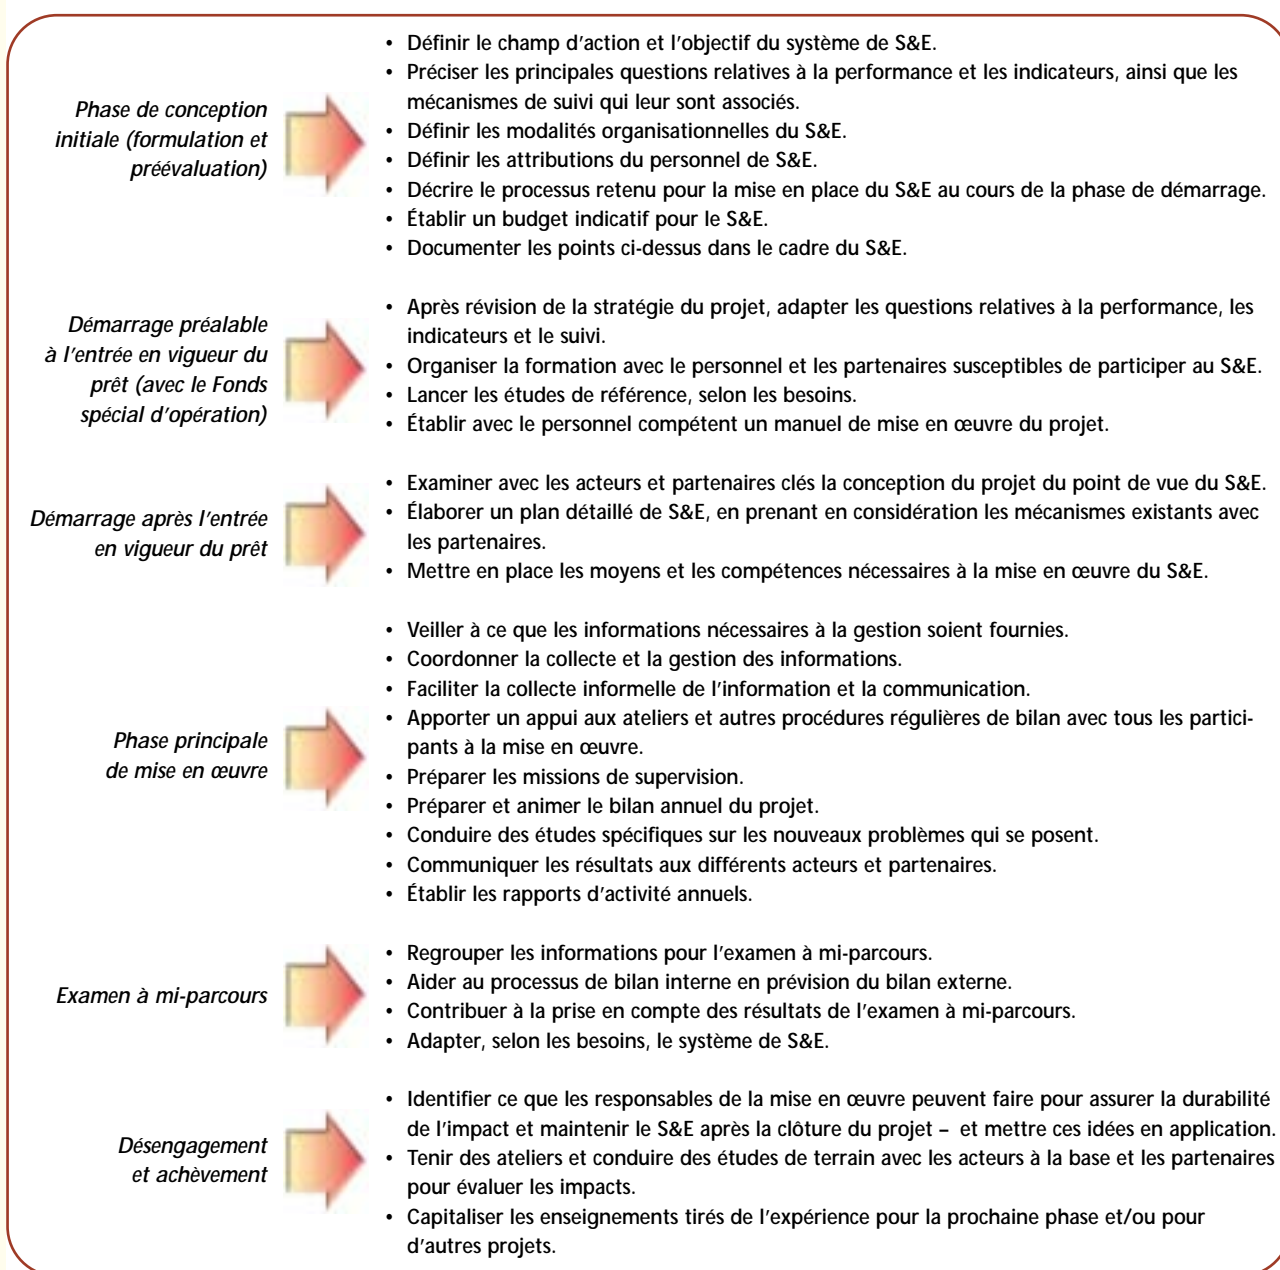 Phase de conception
initiale (formulation et
préévaluation)
• Définir le champ d'action et l'objectif du système de S&E.
• Préciser les principales questions relatives à la performance et les indicateurs, ainsi que les
mécanismes de suivi qui leur sont associés.
• Définir les modalités organisationnelles du S&E.
• Définir les attributions du personnel de S&E.
• Décrire le processus retenu pour la mise en place du S&E au cours de la phase de démarrage.
• Établir un budget indicatif pour le S&E.
• Documenter les points ci-dessus dans le cadre du S&E.
Démarrage préalable
à l'entrée en vigueur du
prêt (avec le Fonds
spécial d'opération)
• Après révision de la stratégie du projet, adapter les questions relatives à la performance, les
indicateurs et le suivi.
• Organiser la formation avec le personnel et les partenaires susceptibles de participer au S&E.
• Lancer les études de référence, selon les besoins.
• Établir avec le personnel compétent un manuel de mise en œuvre du projet.
Démarrage après l'entrée
en vigueur du prêt
• Examiner avec les acteurs et partenaires clés la conception du projet du point de vue du S&E.
• Élaborer un plan détaillé de S&E, en prenant en considération les mécanismes existants avec
les partenaires.
• Mettre en place les moyens et les compétences nécessaires à la mise en œuvre du S&E.
Phase principale
de mise en œuvre
• Veiller à ce que les informations nécessaires à la gestion soient fournies.
• Coordonner la collecte et la gestion des informations.
• Faciliter la collecte informelle de l'information et la communication.
• Apporter un appui aux ateliers et autres procédures régulières de bilan avec tous les partici-
pants à la mise en œuvre.
• Préparer les missions de supervision.
• Préparer et animer le bilan annuel du projet.
• Conduire des études spécifiques sur les nouveaux problèmes qui se posent.
• Communiquer les résultats aux différents acteurs et partenaires.
• Établir les rapports d'activité annuels.
Examen à mi-parcours
• Regrouper les informations pour l'examen à mi-parcours.
• Aider au processus de bilan interne en prévision du bilan externe.
• Contribuer à la prise en compte des résultats de l'examen à mi-parcours.
• Adapter, selon les besoins, le système de S&E.
Désengagement
et achèvement
• Identifier ce que les responsables de la mise en œuvre peuvent faire pour assurer la durabilité
de l'impact et maintenir le S&E après la clôture du projet – et mettre ces idées en application.
• Tenir des ateliers et conduire des études de terrain avec les acteurs à la base et les partenaires
pour évaluer les impacts.
• Capitaliser les enseignements tirés de l'expérience pour la prochaine phase et/ou pour
d'autres projets.